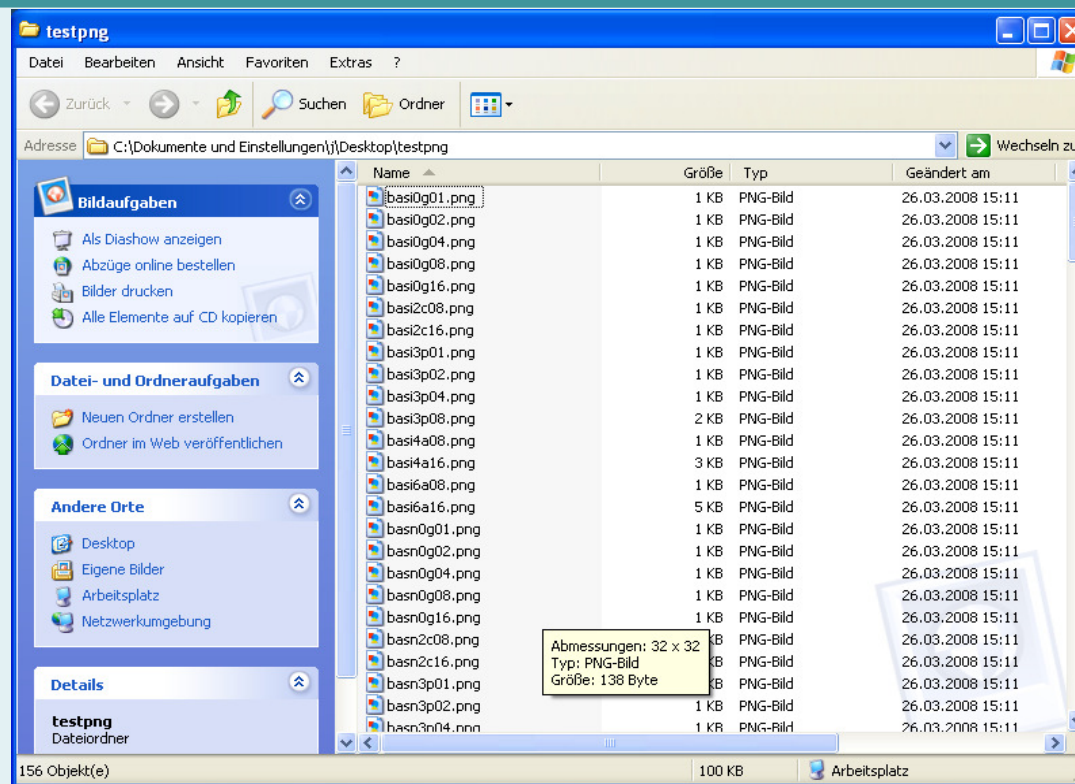 testpng
Datei Bearbeiten Ansicht Favoriten Extras ?
Zurück Suchen Ordner
Adresse C:\Dokumente und Einstellungen\j\Desktop\testpng Wechseln zu
Bildaufgaben
Als Diashow anzeigen
Abzüge online bestellen
Bilder drucken
Alle Elemente auf CD kopieren
Datei- und Ordneraufgaben
Neuen Ordner erstellen
Ordner im Web veröffentlichen
Andere Orte
Desktop
Eigene Bilder
Arbeitsplatz
Netzwerkumgebung
Details
testpng
Dateiordner
Name Größe Typ Geändert am
basi0g01.png 1 KB PNG-Bild 26.03.2008 15:11
basi0g02.png 1 KB PNG-Bild 26.03.2008 15:11
basi0g04.png 1 KB PNG-Bild 26.03.2008 15:11
basi0g08.png 1 KB PNG-Bild 26.03.2008 15:11
basi0g16.png 1 KB PNG-Bild 26.03.2008 15:11
basi2c08.png 1 KB PNG-Bild 26.03.2008 15:11
basi2c16.png 1 KB PNG-Bild 26.03.2008 15:11
basi3p01.png 1 KB PNG-Bild 26.03.2008 15:11
basi3p02.png 1 KB PNG-Bild 26.03.2008 15:11
basi3p04.png 1 KB PNG-Bild 26.03.2008 15:11
basi3p08.png 2 KB PNG-Bild 26.03.2008 15:11
basi4a08.png 1 KB PNG-Bild 26.03.2008 15:11
basi4a16.png 3 KB PNG-Bild 26.03.2008 15:11
basi6a08.png 1 KB PNG-Bild 26.03.2008 15:11
basi6a16.png 5 KB PNG-Bild 26.03.2008 15:11
basn0g01.png 1 KB PNG-Bild 26.03.2008 15:11
basn0g02.png 1 KB PNG-Bild 26.03.2008 15:11
basn0g04.png 1 KB PNG-Bild 26.03.2008 15:11
basn0g08.png 1 KB PNG-Bild 26.03.2008 15:11
basn0g16.png 1 KB PNG-Bild 26.03.2008 15:11
basn2c08.png KB PNG-Bild 26.03.2008 15:11
basn2c16.png KB PNG-Bild 26.03.2008 15:11
basn3p01.png KB PNG-Bild 26.03.2008 15:11
basn3p02.png 1 KB PNG-Bild 26.03.2008 15:11
basn3p04.png 1 KB PNG-Bild 26.03.2008 15:11
Abmessungen: 32 x 32
Typ: PNG-Bild
Größe: 138 Byte
156 Objekt(e) 100 KB Arbeitsplatz